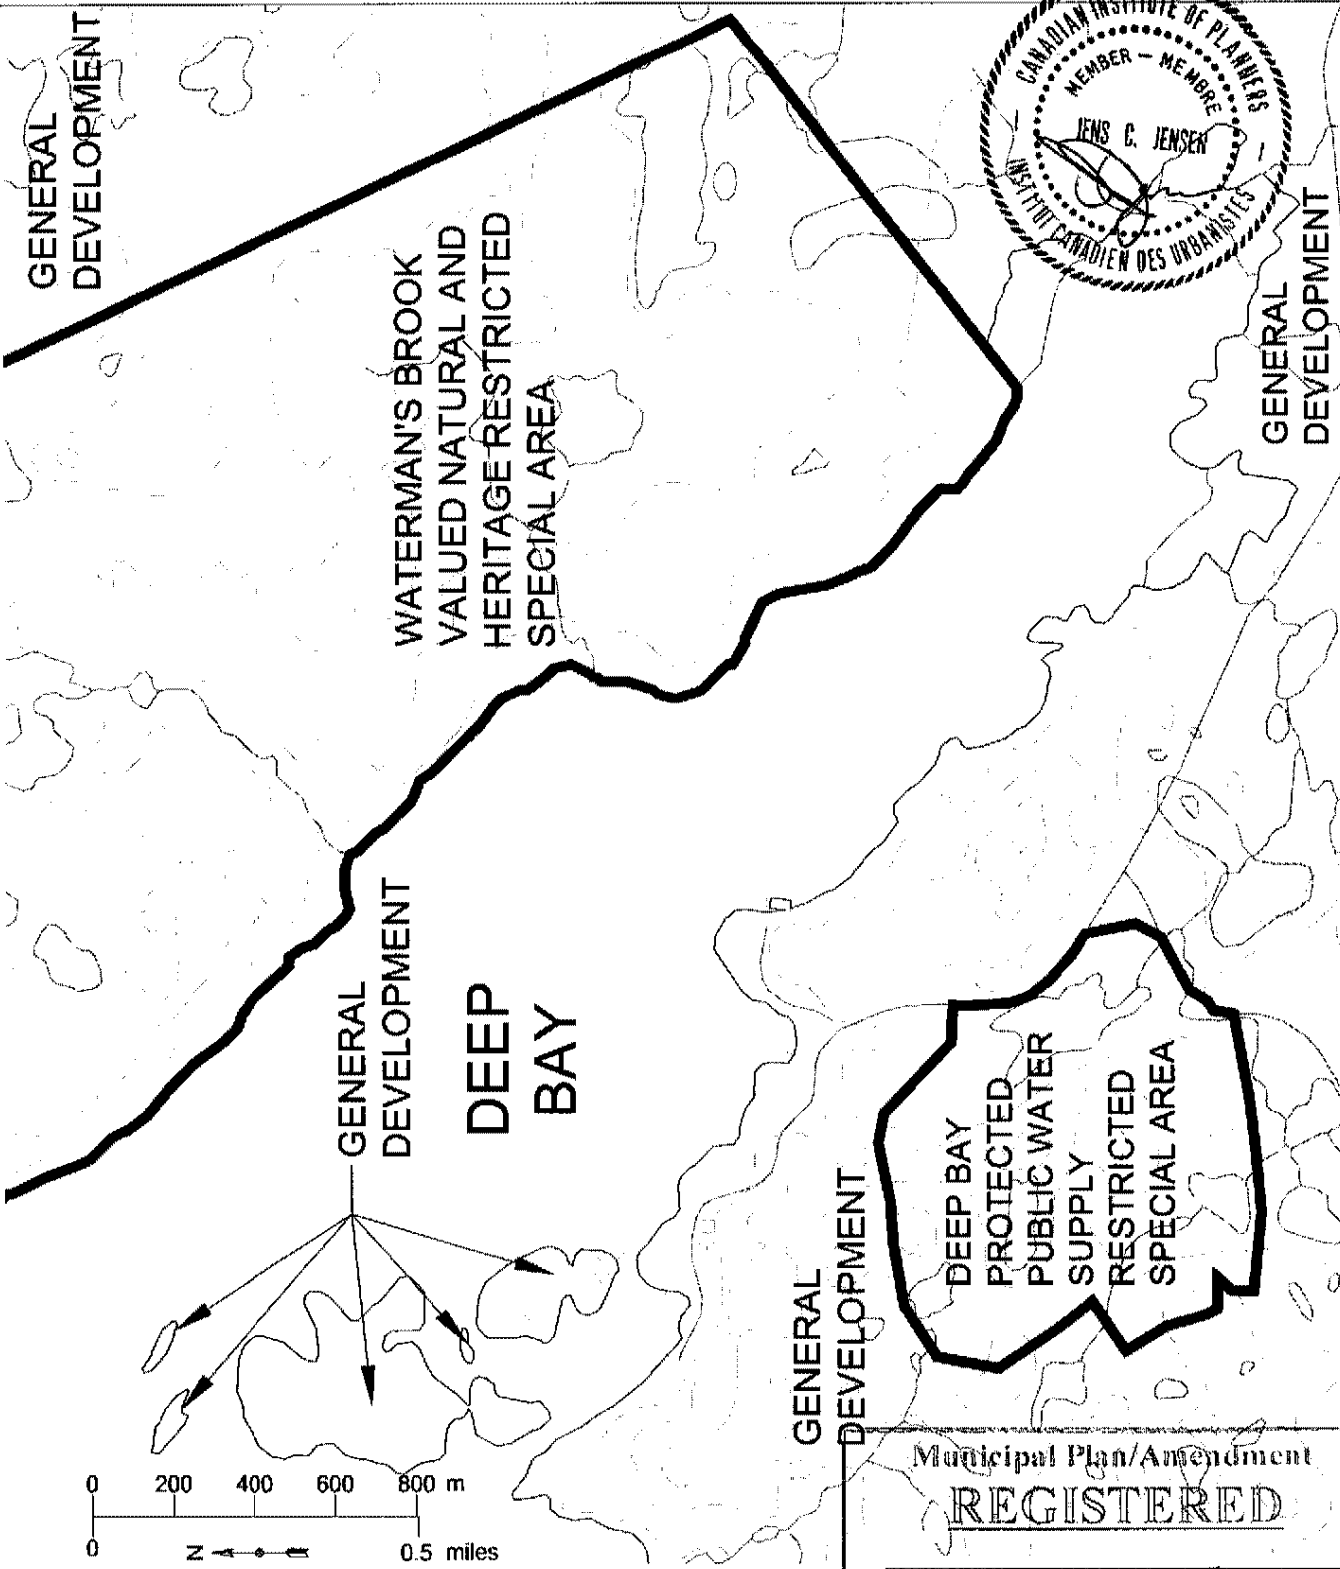 GENERAL
DEVELOPMENT
CANADIAN INSTITUTE OF PLANNERS
MEMBER – MEMBRE
JENS C. JENSEN
INSTITUT CANADIEN DES URBANISTES
WATERMAN'S BROOK
VALUED NATURAL AND
HERITAGE RESTRICTED
SPECIAL AREA
GENERAL
DEVELOPMENT
GENERAL
DEVELOPMENT
DEEP
BAY
GENERAL
DEVELOPMENT
DEEP BAY
PROTECTED
PUBLIC WATER
SUPPLY
RESTRICTED
SPECIAL AREA
0 200 400 600 800 m
0 0.5 miles
N
Municipal Plan/Amendment
REGISTERED